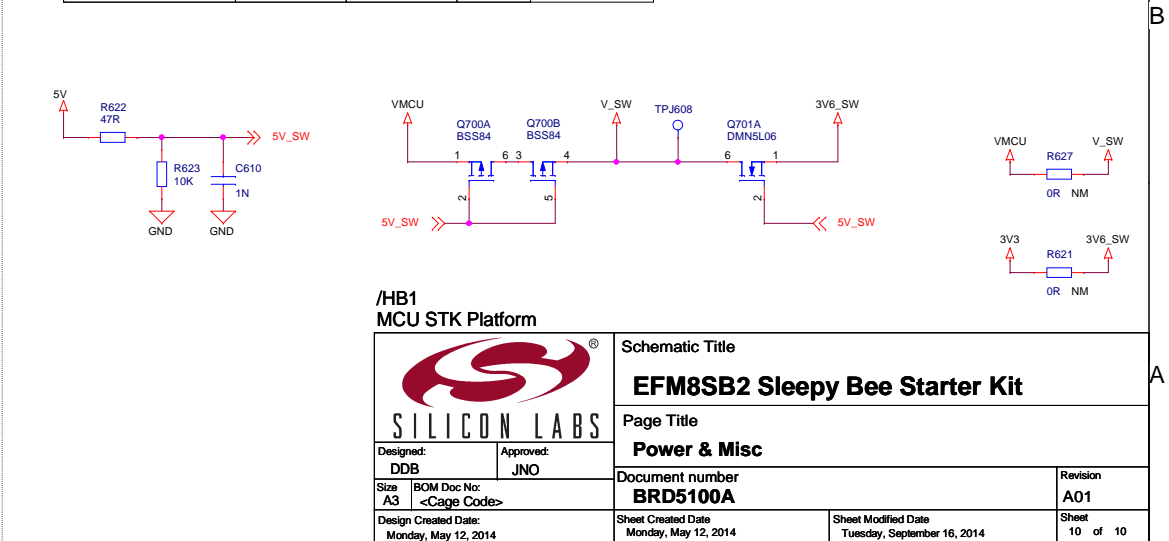 B
5V
R622
47R
5V_SW
R623
10K
C610
1N
GND
GND
VMCU
Q700A
BSS84
Q700B
BSS84
1
6 3
4
2
5
5V_SW
V_SW
TPJ608
Q701A
DMN5L06
3V6_SW
6
1
2
5V_SW
VMCU
R627
V_SW
0R NM
3V3
R621
3V6_SW
0R NM
/HB1
MCU STK Platform
®
SILICON LABS
Schematic Title
EFM8SB2 Sleepy Bee Starter Kit
A
Page Title
Power & Misc
Designed:
DDB
Approved:
JNO
Document number
BRD5100A
Revision
A01
Size
A3
BOM Doc No:
<Cage Code>
Design Created Date:
Monday, May 12, 2014
Sheet Created Date
Monday, May 12, 2014
Sheet Modified Date
Tuesday, September 16, 2014
Sheet
10 of 10